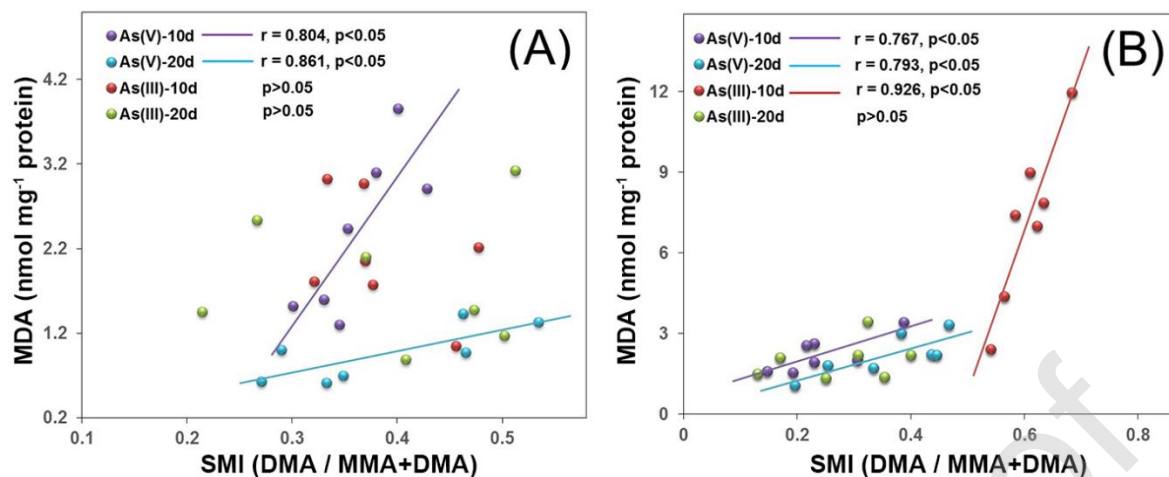 As(V)-10d r = 0.804, p<0.05
As(V)-20d r = 0.861, p<0.05
As(III)-10d p>0.05
As(III)-20d p>0.05
(A)
MDA (nmol mg⁻¹ protein)
4.2
3.2
2.2
1.2
0.2
0.1 0.2 0.3 0.4 0.5
SMI (DMA / MMA+DMA)
As(V)-10d r = 0.767, p<0.05
As(V)-20d r = 0.793, p<0.05
As(III)-10d r = 0.926, p<0.05
As(III)-20d p>0.05
(B)
MDA (nmol mg⁻¹ protein)
12
9
6
3
0
0 0.2 0.4 0.6 0.8
SMI (DMA / MMA+DMA)